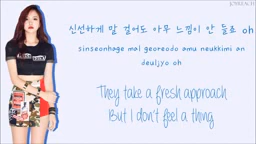 JOYREACH
신선하게 말 걸어도 아무 느낌이 안 들죠 oh
sinseonhage mal georeodo amu neukkimi an
deuljyo oh
They take a fresh approach
But I don't feel a thing